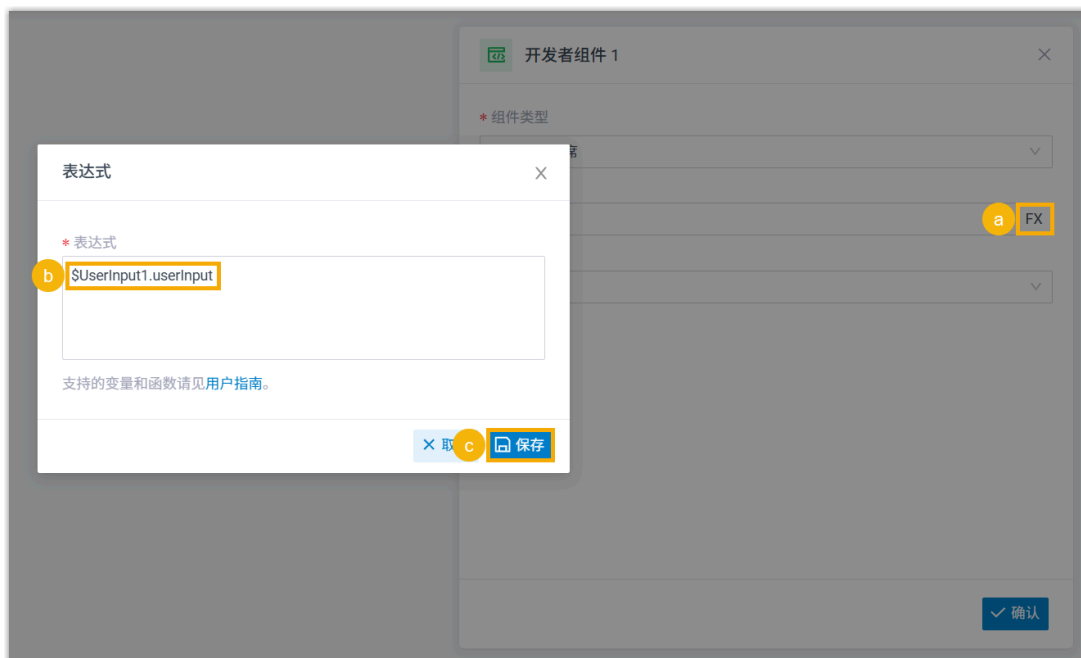 开发者组件 1
* 组件类型
席
表达式
a FX
* 表达式
b $UserInput1.userInput
支持的变量和函数请见用户指南。
取 c 保存
确认